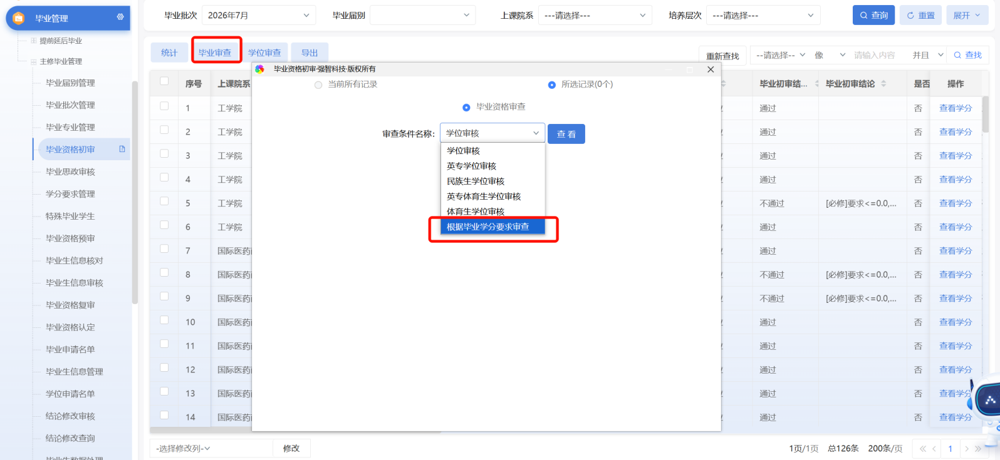 毕业管理
提前延后毕业
主修毕业管理
毕业届别管理
毕业批次管理
毕业专业管理
毕业资格初审
毕业思政审核
学分要求管理
特殊毕业学生
毕业资格预审
毕业生信息核对
毕业生信息审核
毕业资格复审
毕业资格认定
毕业申请名单
毕业生信息管理
学位申请名单
结论修改审核
结论修改查询
毕业批次 2026年7月 毕业届别 上课院系 ---请选择--- 培养层次 ---请选择--- 查询 重置 展开
统计 毕业审查 学位审查 导出
重新查找 --请选择-- 像 请输入内容 并且 查找
毕业资格初审-强智科技-版权所有
当前所有记录 所选记录(0个)
毕业资格审查
审查条件名称: 学位审核 查 看
学位审核
英专学位审核
民族生学位审核
英专体育生学位审核
体育生学位审核
根据毕业学分要求审查
序号 上课院系 毕业初审结... 毕业初审结论 是否 操作
1 工学院 通过 否 查看学分
2 工学院 通过 否 查看学分
3 工学院 通过 否 查看学分
4 工学院 通过 否 查看学分
5 工学院 不通过 [必修]要求<=0.0,... 否 查看学分
6 工学院 通过 否 查看学分
7 国际医药 通过 否 查看学分
8 国际医药 不通过 [必修]要求<=0.0,... 否 查看学分
9 国际医药 不通过 [必修]要求<=0.0,... 否 查看学分
10 国际医药 通过 否 查看学分
11 国际医药 通过 否 查看学分
12 国际医药 通过 否 查看学分
13 国际医药 通过 否 查看学分
14 国际医药 通过 否 查看学分
-选择修改列- 修改
1页/1页 总126条 200条/页 1